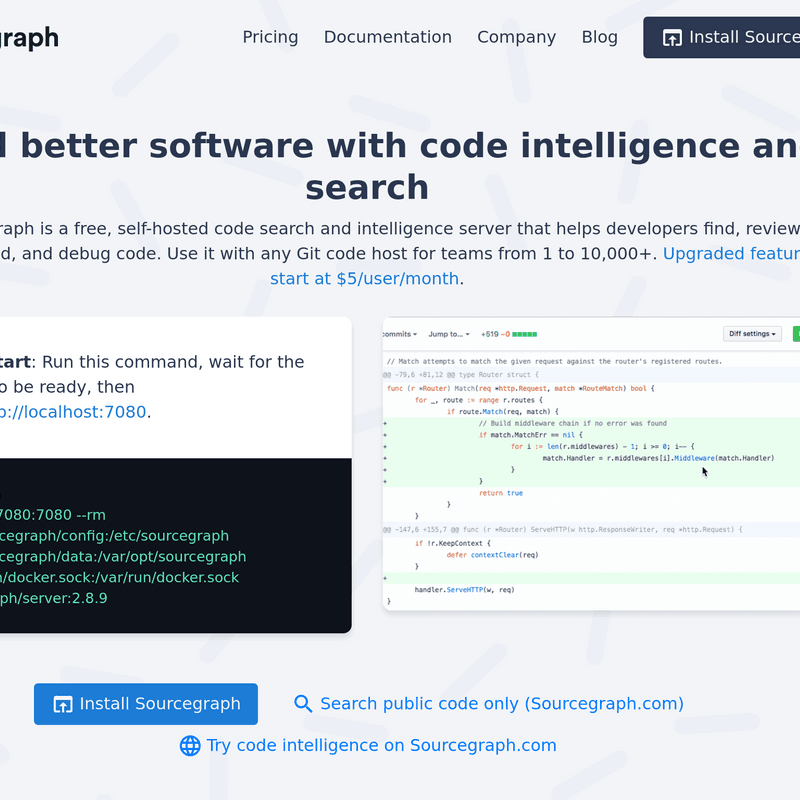 graph
Pricing Documentation Company Blog Install Source
better software with code intelligence an
search
raph is a free, self-hosted code search and intelligence server that helps developers find, review
d, and debug code. Use it with any Git code host for teams from 1 to 10,000+. Upgraded featur
start at $5/user/month.
tart: Run this command, wait for the
o be ready, then
p://localhost:7080.
7080:7080 --rm
cegraph/config:/etc/sourcegraph
cegraph/data:/var/opt/sourcegraph
n/docker.sock:/var/run/docker.sock
ph/server:2.8.9
commits Jump to... +519 −0 Diff settings
// Match attempts to match the given request against the router's registered routes.
@@ -79,6 +81,12 @@ type Router struct {
func (r *Router) Match(req *http.Request, match *RouteMatch) bool {
for _, route := range r.routes {
if route.Match(req, match) {
+ // Build middleware chain if no error was found
+ if match.MatchErr == nil {
+ for i := len(r.middlewares) - 1; i >= 0; i-- {
+ match.Handler = r.middlewares[i].Middleware(match.Handler)
+ }
+ }
return true
}
}
@@ -147,6 +155,7 @@ func (r *Router) ServeHTTP(w http.ResponseWriter, req *http.Request) {
if !r.KeepContext {
defer contextClear(req)
}
+
handler.ServeHTTP(w, req)
}
Install Sourcegraph Search public code only (Sourcegraph.com)
Try code intelligence on Sourcegraph.com